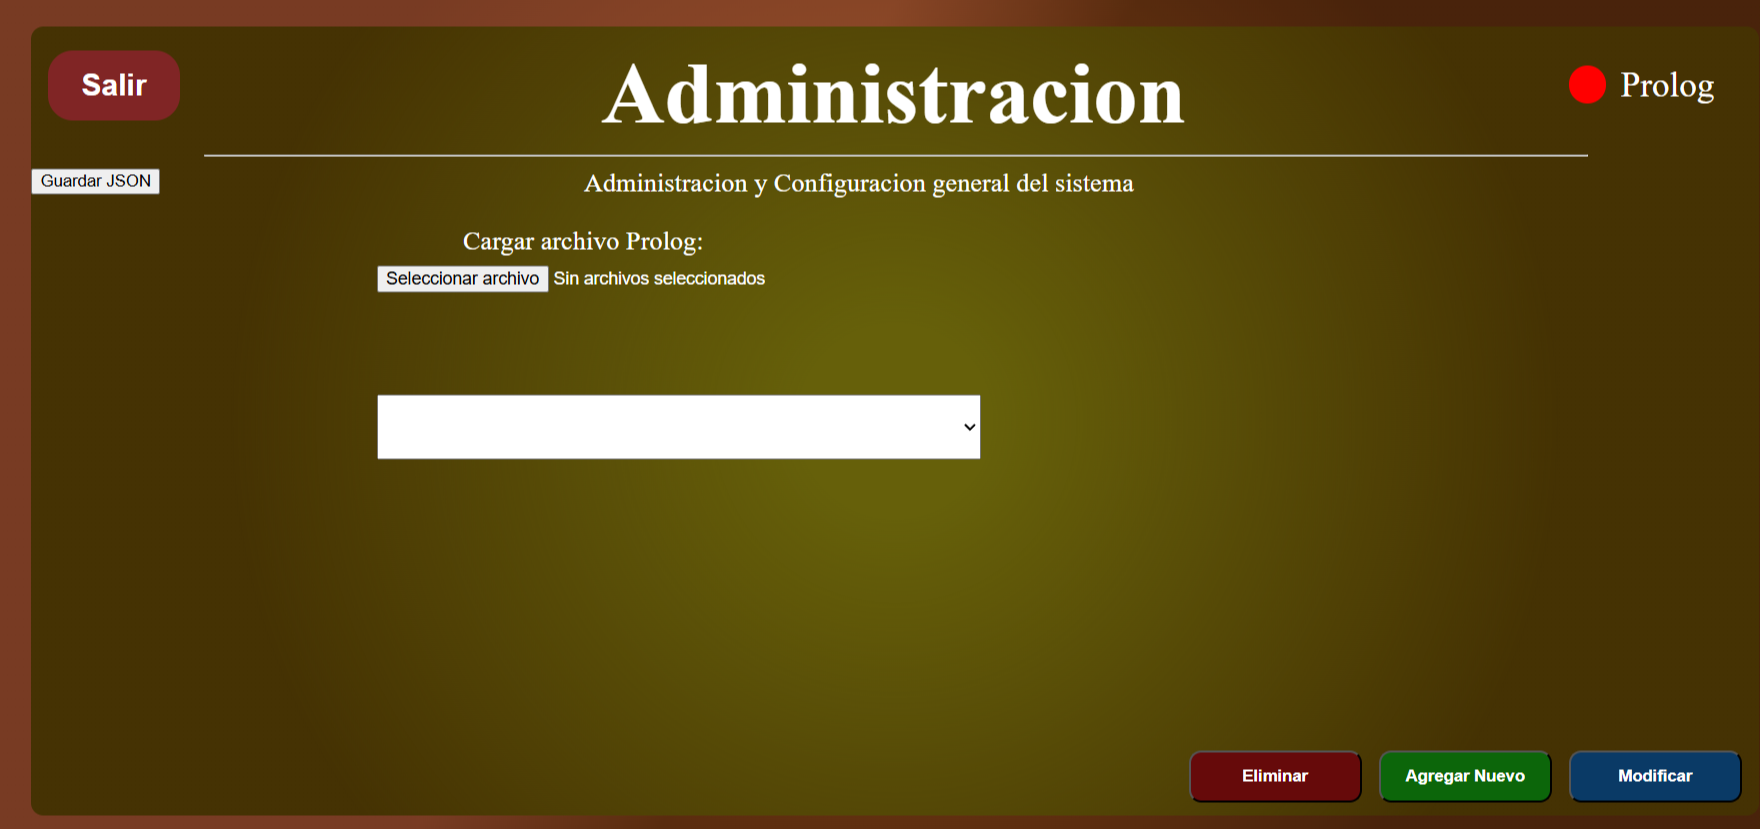 Salir
Administracion
Prolog
Guardar JSON
Administracion y Configuracion general del sistema
Cargar archivo Prolog:
Seleccionar archivo Sin archivos seleccionados
Eliminar
Agregar Nuevo
Modificar